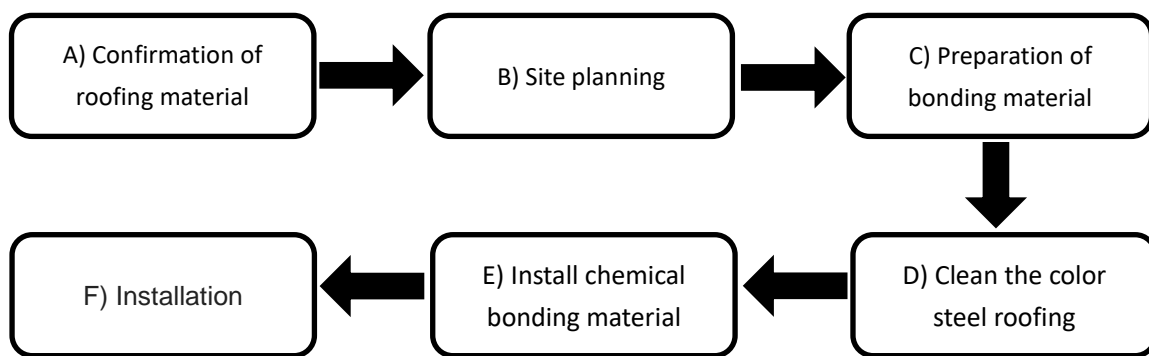 A) Confirmation of
roofing material
B) Site planning
C) Preparation of
bonding material
D) Clean the color
steel roofing
E) Install chemical
bonding material
F) Installation